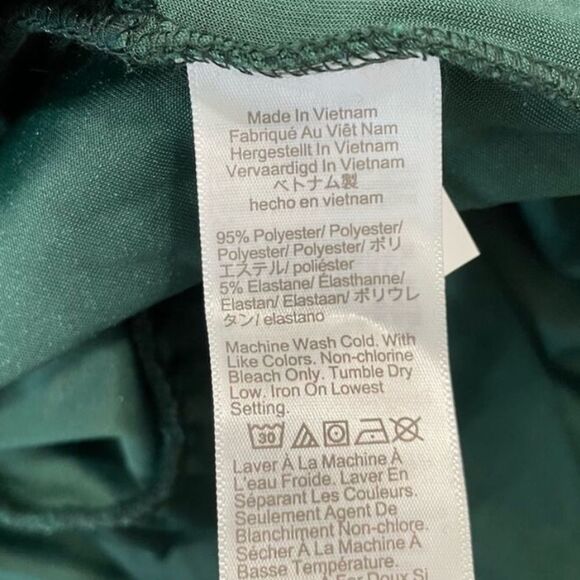 Made In Vietnam
Fabriqué Au Viêt Nam
Hergestellt In Vietnam
Vervaardigd In Vietnam
ベトナム製
hecho en vietnam
95% Polyester/ Polyester/
Polyester/ Polyester/ ポリ
エステル/ poliéster
5% Elastane/ Élasthanne/
Elastan/ Elastaan/ ポリウレ
タン/ elastano
Machine Wash Cold. With
Like Colors. Non-chlorine
Bleach Only. Tumble Dry
Low. Iron On Lowest
Setting.
30
Laver À La Machine À
L'eau Froide. Laver En
Séparant Les Couleurs.
Seulement Agent De
Blanchiment Non-chlore.
Sécher À La Machine À
Basse Température.
À Fer Doux Si